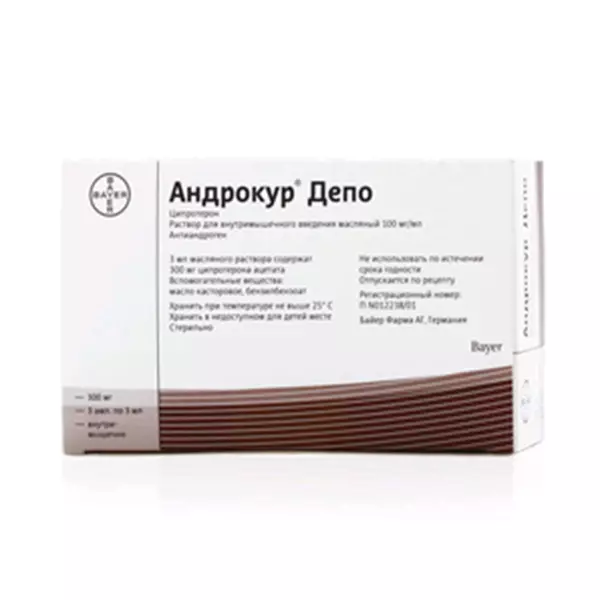 BAYER
BAYER
Андрокур® Депо
Ципротерон
Раствор для внутримышечного введения масляный 100 мг/мл
Антиандроген
3 мл масляного раствора содержат
300 мг ципротерона ацетата
Вспомогательные вещества:
масло касторовое, бензилбензоат
Хранить при температуре не выше 25° С
Хранить в недоступном для детей месте
Стерильно
Не использовать по истечении
срока годности
Отпускается по рецепту
Регистрационный номер:
П N012238/01
Байер Фарма АГ, Германия
Bayer
— 300 мг
— 3 амп. по 3 мл
— внутри-
мышечно
Андрокур Депо